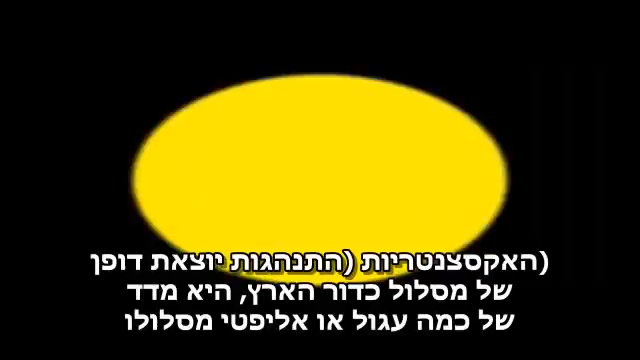 (האקסצנטריות (התנהגות יוצאת דופן
של מסלול כדור הארץ, היא מדד
של כמה עגול או אליפטי מסלולו